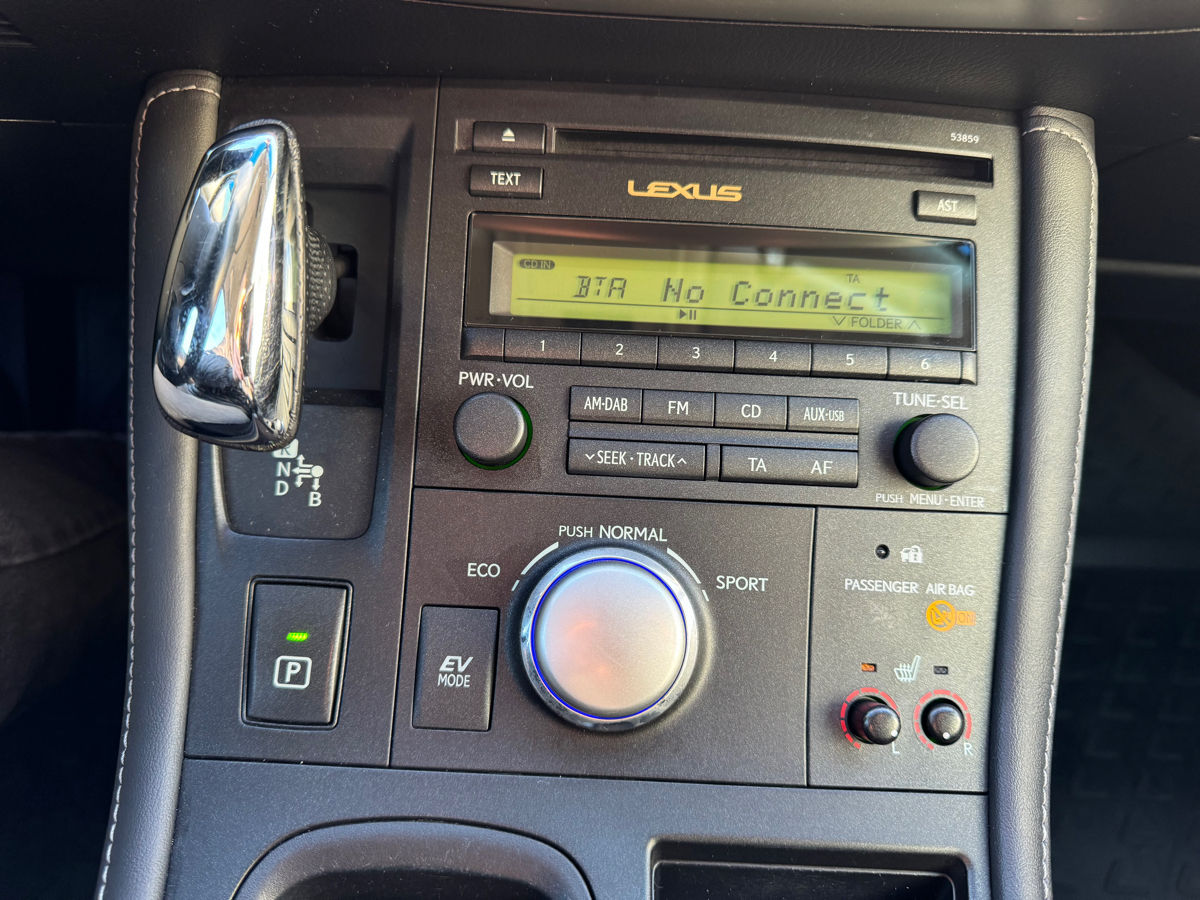 53859
TEXT
LEXUS
AST
CD IN
TA
BTA No Connect
FOLDER
1 2 3 4 5 6
PWR·VOL
AM·DAB FM CD AUX·USB
TUNE·SEL
SEEK·TRACK TA AF
PUSH MENU·ENTER
R
N
D
B
PUSH NORMAL
ECO
SPORT
PASSENGER AIR BAG
ON
P
EV
MODE
L R